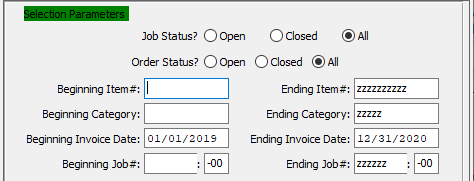 Selection Parameters
Job Status? Open Closed All
Order Status? Open Closed All
Beginning Item#: Ending Item#: zzzzzzzzzz
Beginning Category: Ending Category: zzzzz
Beginning Invoice Date: 01/01/2019 Ending Invoice Date: 12/31/2020
Beginning Job#: : -00 Ending Job#: zzzzzz : -00